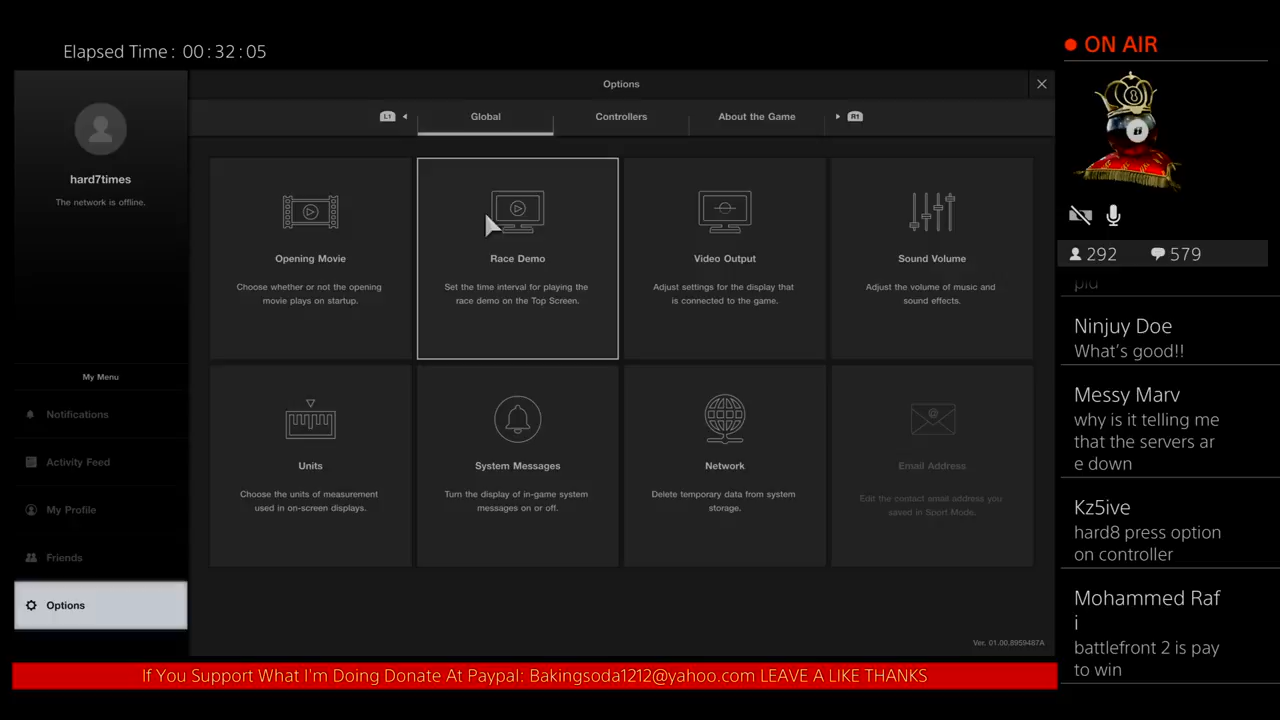 Elapsed Time: 00:32:05
ON AIR
Options
L1
Global
Controllers
About the Game
R1
hard7times
The network is offline.
Opening Movie
Choose whether or not the opening
movie plays on startup.
Race Demo
Set the time interval for playing the
race demo on the Top Screen.
Video Output
Adjust settings for the display that
is connected to the game.
Sound Volume
Adjust the volume of music and
sound effects.
Units
Choose the units of measurement
used in on-screen displays.
System Messages
Turn the display of in-game system
messages on or off.
Network
Delete temporary data from system
storage.
Email Address
Edit the contact email address you
saved in Sport Mode.
My Menu
Notifications
Activity Feed
My Profile
Friends
Options
Ver. 01.00.8959487A
8
292
579
Ninjuy Doe
What's good!!
Messy Marv
why is it telling me
that the servers ar
e down
Kz5ive
hard8 press option
on controller
Mohammed Raf
i
battlefront 2 is pay
to win
If You Support What I'm Doing Donate At Paypal: Bakingsoda1212@yahoo.com LEAVE A LIKE THANKS